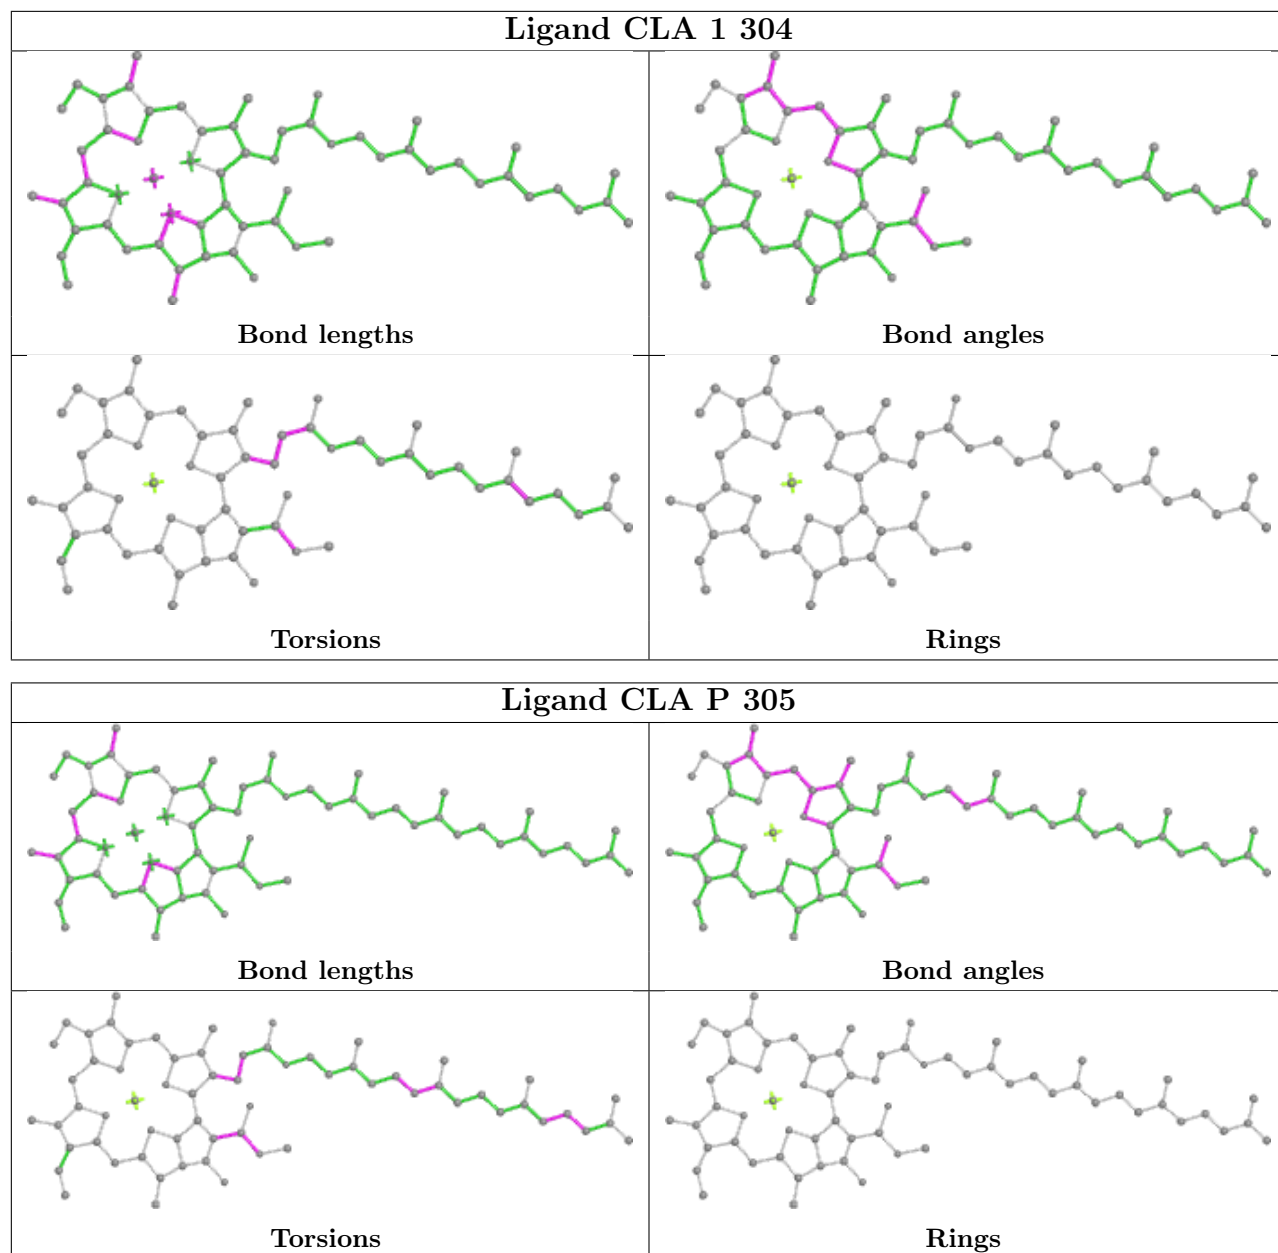 Ligand CLA 1 304
Bond lengths
Bond angles
Torsions
Rings
Ligand CLA P 305
Bond lengths
Bond angles
Torsions
Rings